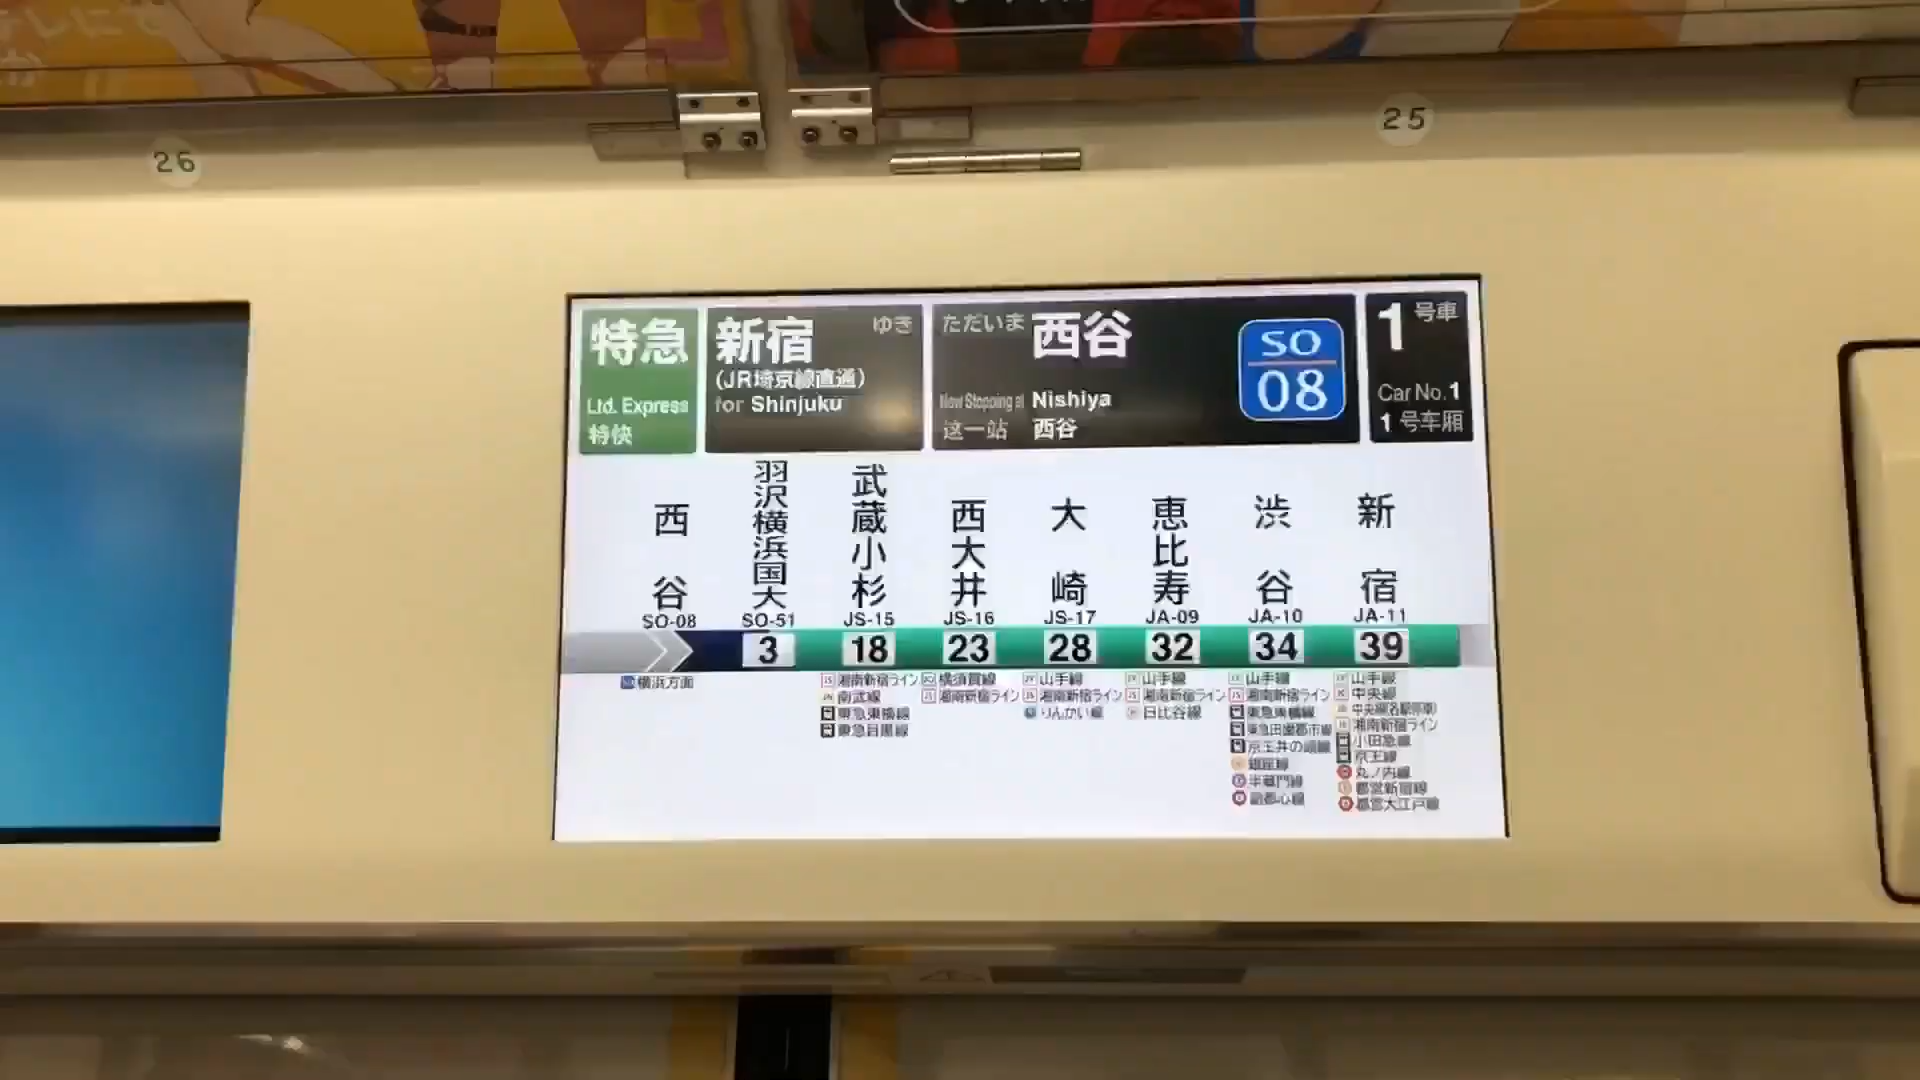 26
25
特急
Ltd. Express
特快
新宿 ゆき
(JR埼京線直通)
for Shinjuku
ただいま 西谷
Now Stopping at Nishiya
这一站 西谷
SO
08
1 号車
Car No.1
1 号车厢
西谷
羽沢横浜国大
武蔵小杉
西大井
大崎
恵比寿
渋谷
新宿
SO-08 SO-51 JS-15 JS-16 JS-17 JA-09 JA-10 JA-11
3 18 23 28 32 34 39
横浜方面
湘南新宿ライン
南武線
東急東横線
東急目黒線
横須賀線
湘南新宿ライン
山手線
湘南新宿ライン
りんかい線
山手線
湘南新宿ライン
日比谷線
山手線
湘南新宿ライン
東急東横線
東急田園都市線
京王井の頭線
銀座線
半蔵門線
副都心線
山手線
中央線
湘南新宿ライン
小田急線
京王線
丸ノ内線
都営新宿線
都営大江戸線